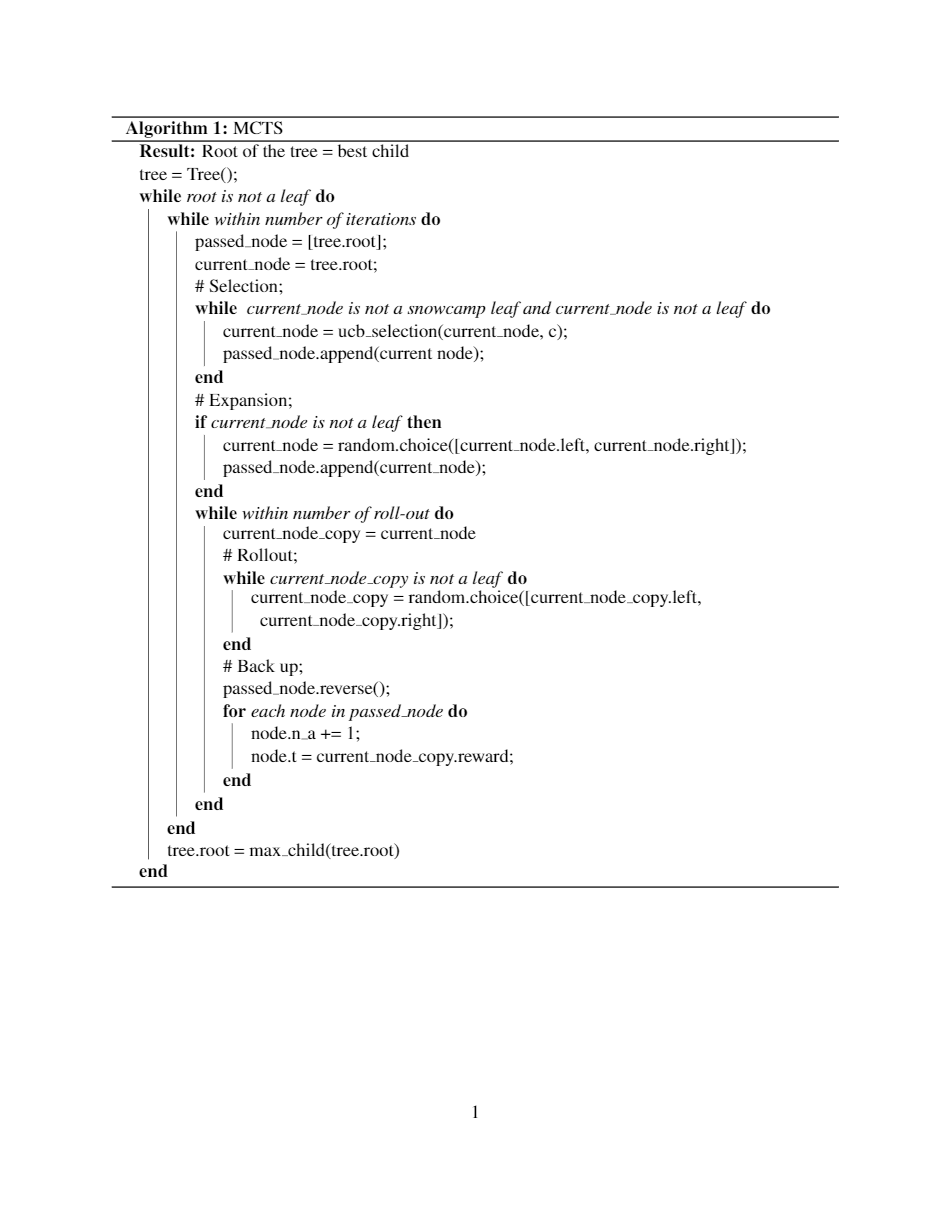 Algorithm 1: MCTS
Result: Root of the tree = best child
tree = Tree();
while root is not a leaf do
while within number of iterations do
passed_node = [tree.root];
current_node = tree.root;
# Selection;
while current_node is not a snowcamp leaf and current_node is not a leaf do
current_node = ucb_selection(current_node, c);
passed_node.append(current node);
end
# Expansion;
if current_node is not a leaf then
current_node = random.choice([current_node.left, current_node.right]);
passed_node.append(current_node);
end
while within number of roll-out do
current_node_copy = current_node
# Rollout;
while current_node_copy is not a leaf do
current_node_copy = random.choice([current_node_copy.left,
current_node_copy.right]);
end
# Back up;
passed_node.reverse();
for each node in passed_node do
node.n_a += 1;
node.t = current_node_copy.reward;
end
end
end
tree.root = max_child(tree.root)
end
1